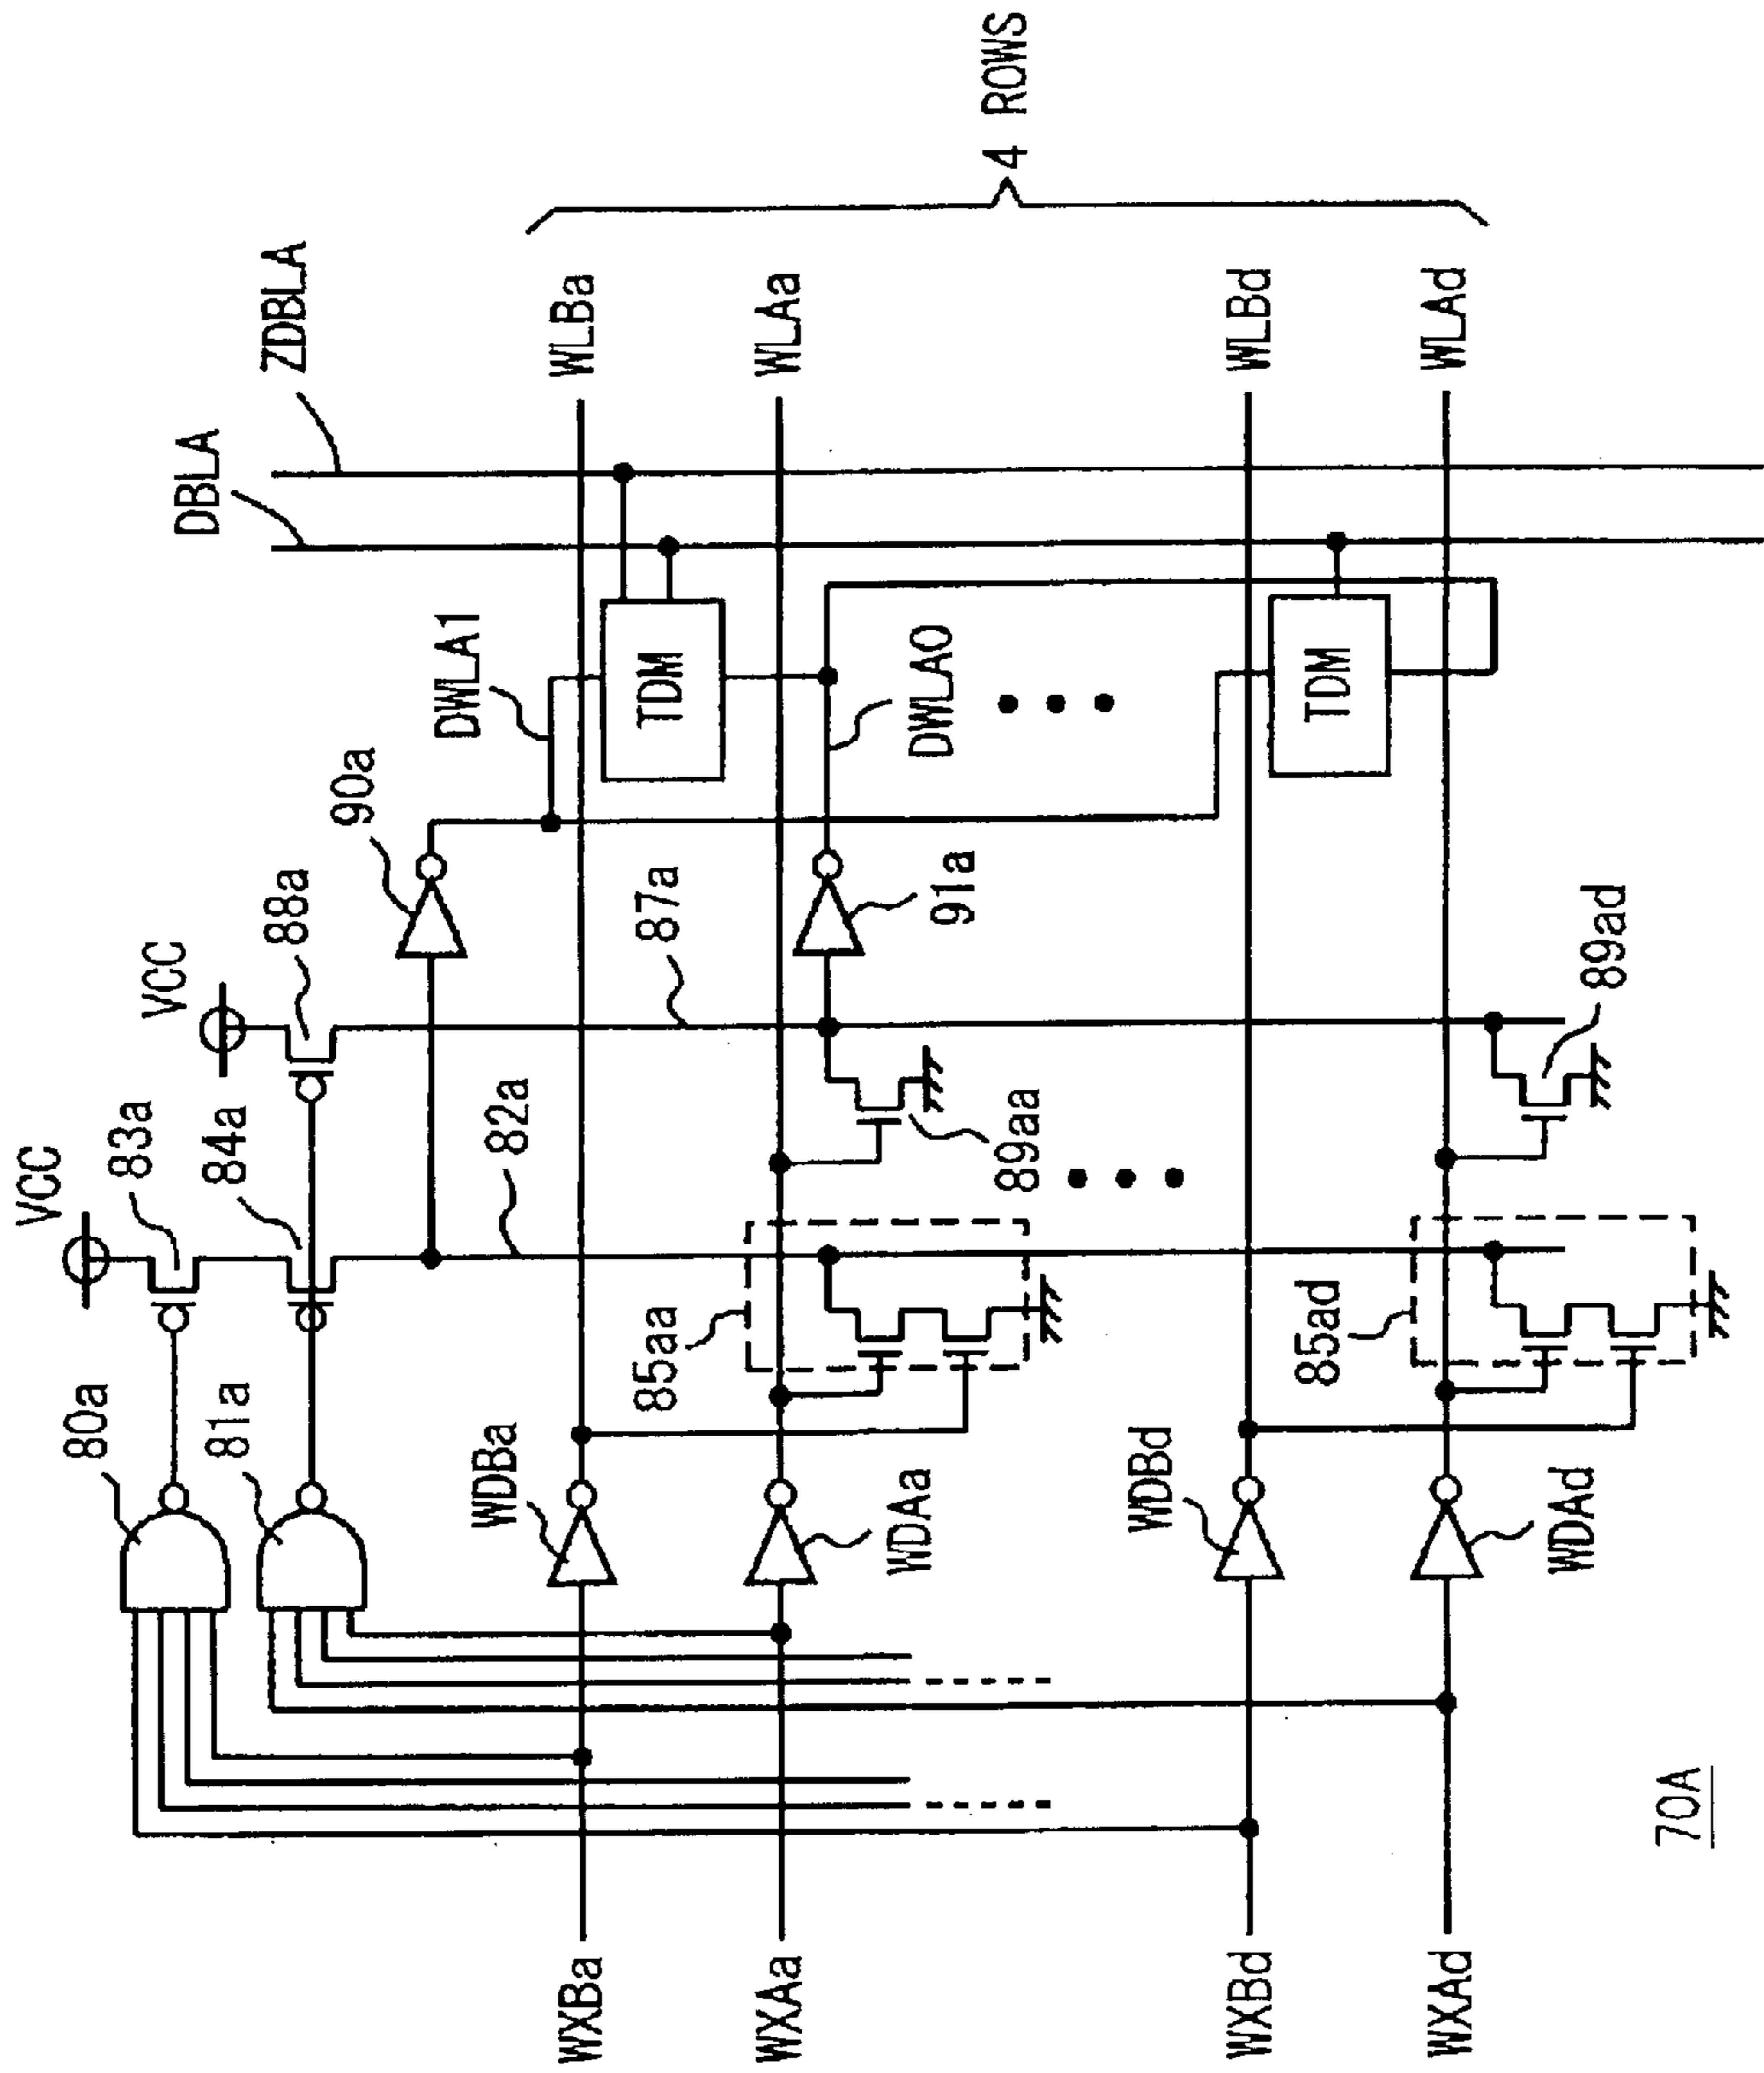 VCC
83a
84a
VCC
88a
90a
DWLA1
DBLA
ZDBLA
80a
81a
82a
87a
WDBa
WXBa
WLBa
TDM
85aa
WXAa
WDAa
WLAa
89aa
91a
DWLA0
4 ROWS
WDBd
WXBd
WLBd
TDM
85ad
WXAd
WDAd
WLAd
89ad
70A